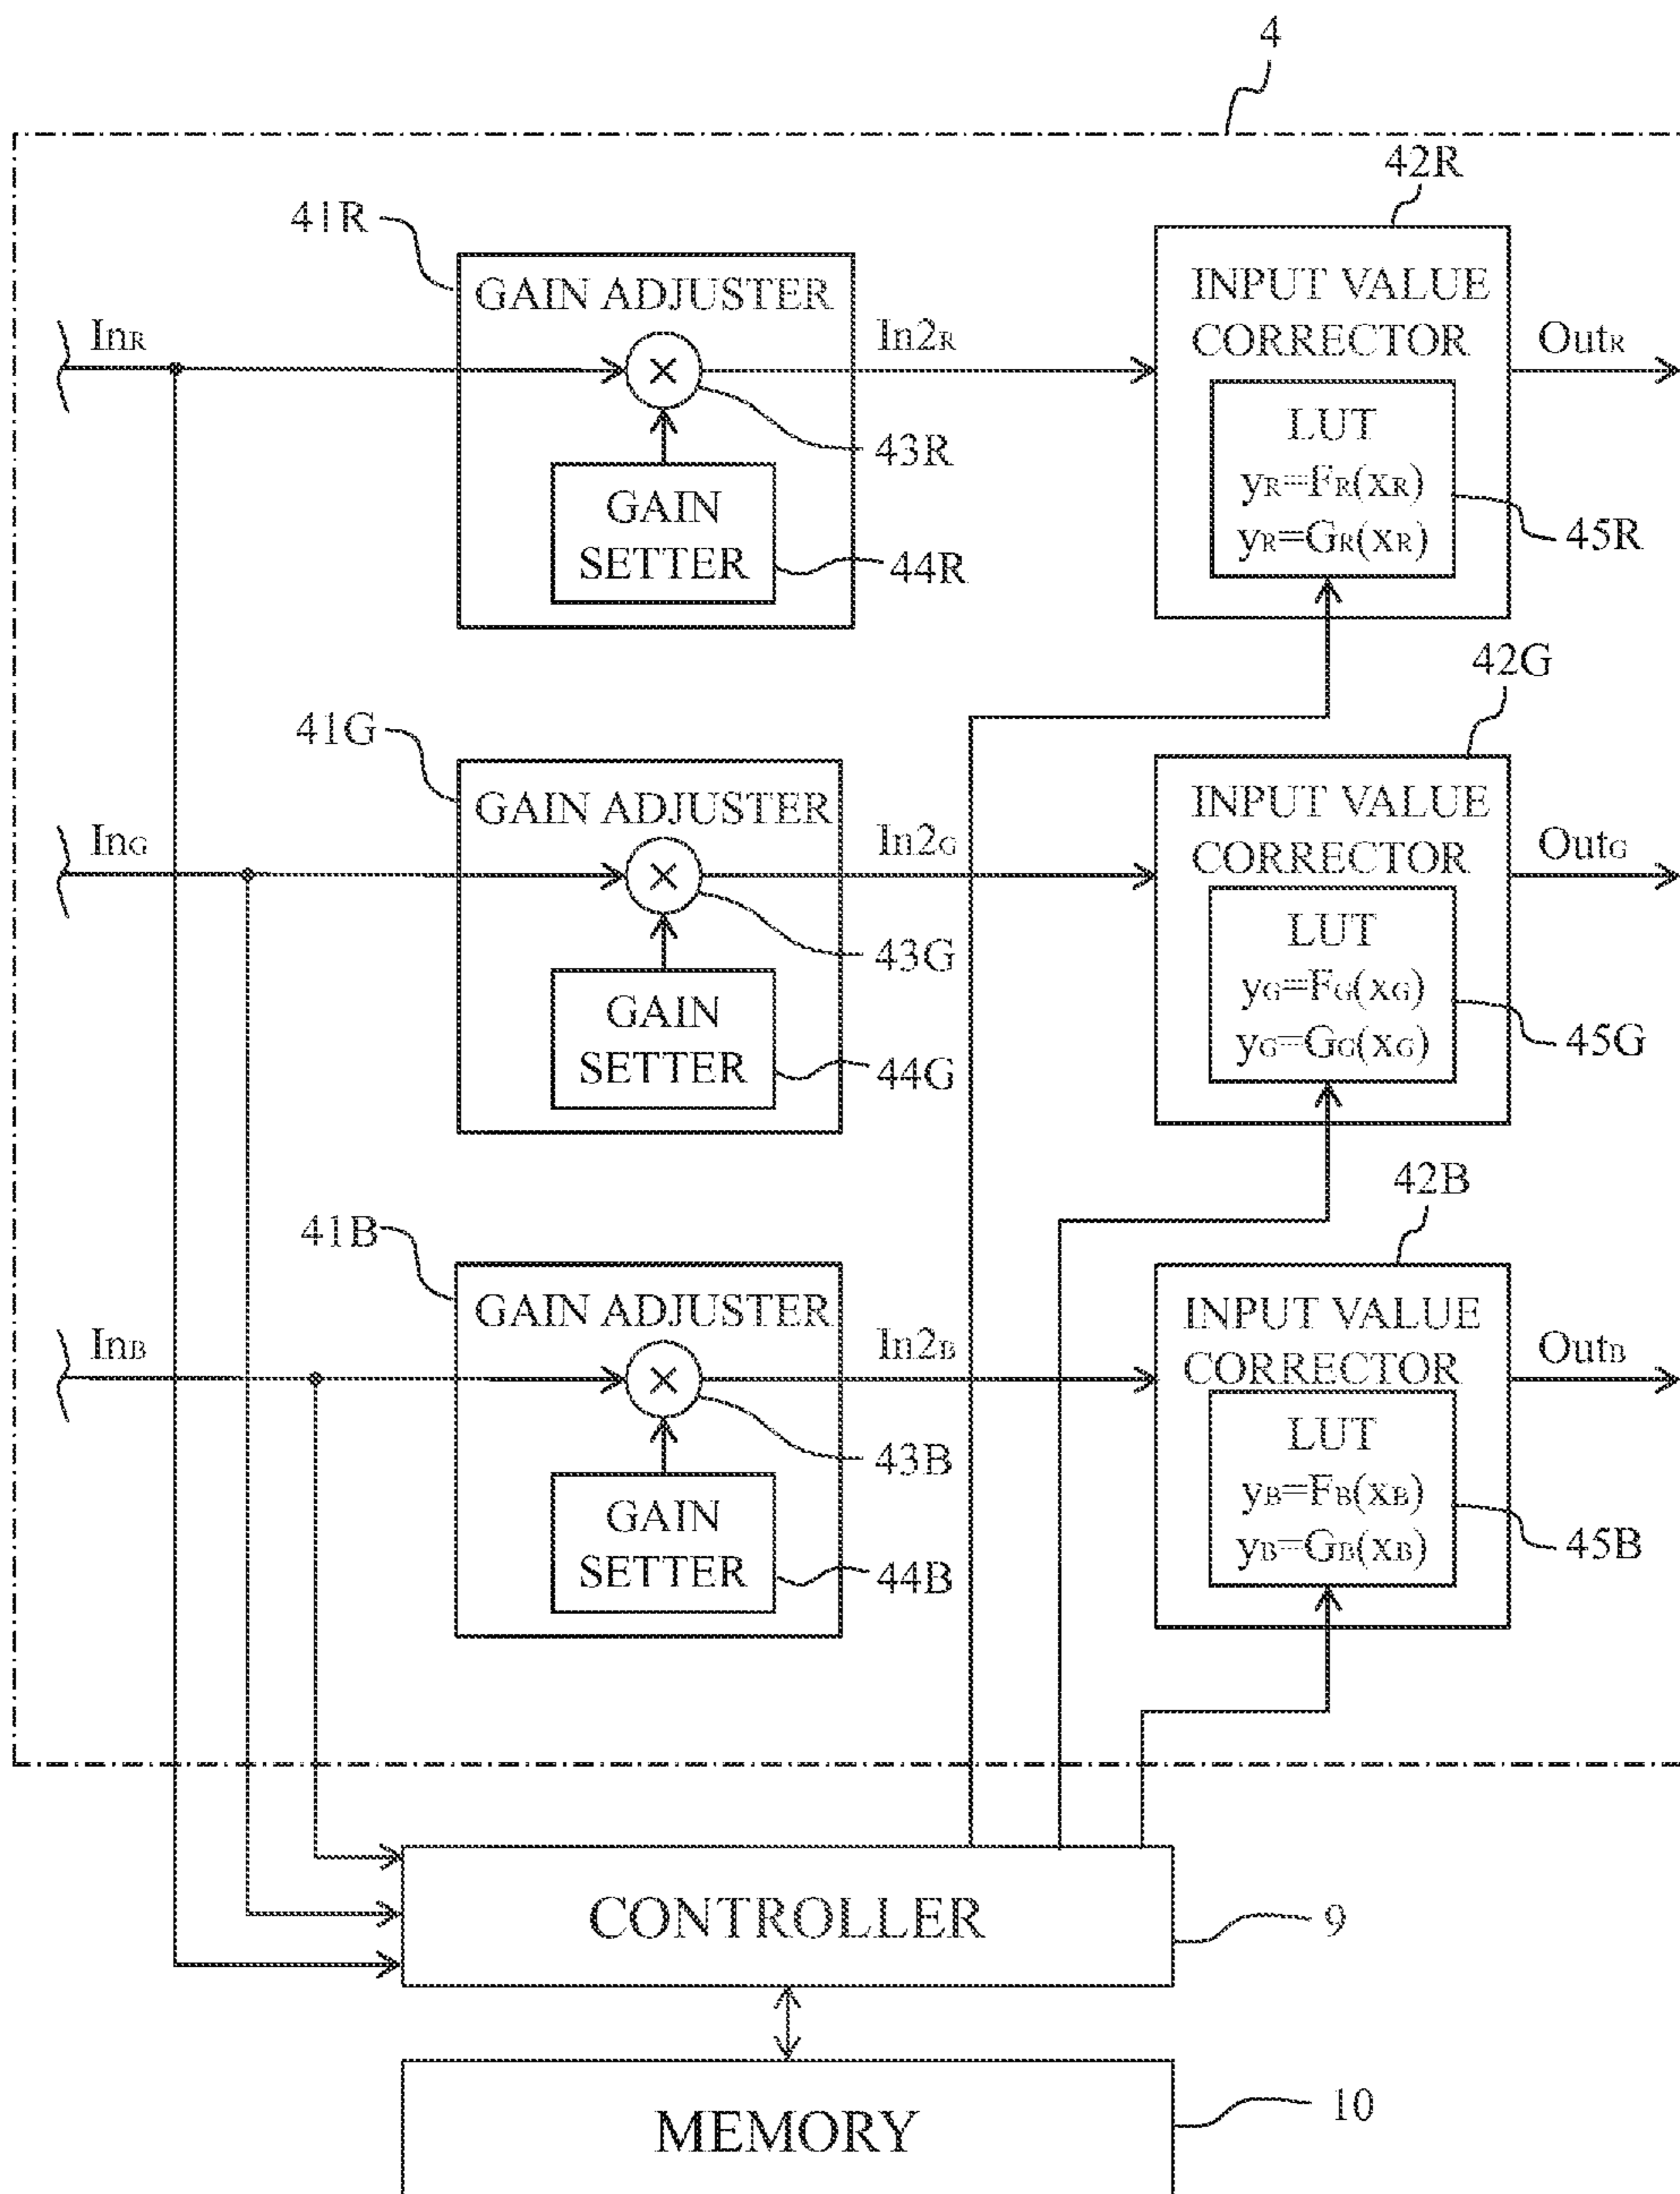 4
42R
41R
GAIN ADJUSTER
INPUT VALUE
CORRECTOR
InR
In2R
OutR
×
LUT
yR=FR(xR)
yR=GR(xR)
43R
45R
GAIN
SETTER
44R
42G
41G
GAIN ADJUSTER
INPUT VALUE
CORRECTOR
InG
In2G
OutG
×
LUT
yG=FG(xG)
yG=GG(xG)
43G
45G
GAIN
SETTER
44G
42B
41B
GAIN ADJUSTER
INPUT VALUE
CORRECTOR
InB
In2B
OutB
×
LUT
yB=FB(xB)
yB=GB(xB)
43B
45B
GAIN
SETTER
44B
CONTROLLER
9
MEMORY
10